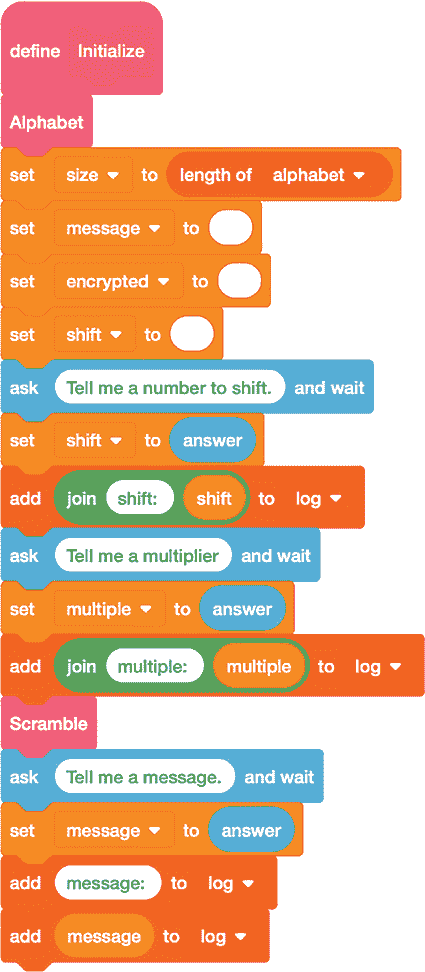 define Initialize
Alphabet
set size to length of alphabet
set message to
set encrypted to
set shift to
ask Tell me a number to shift. and wait
set shift to answer
add join shift: shift to log
ask Tell me a multiplier and wait
set multiple to answer
add join multiple: multiple to log
Scramble
ask Tell me a message. and wait
set message to answer
add message: to log
add message to log